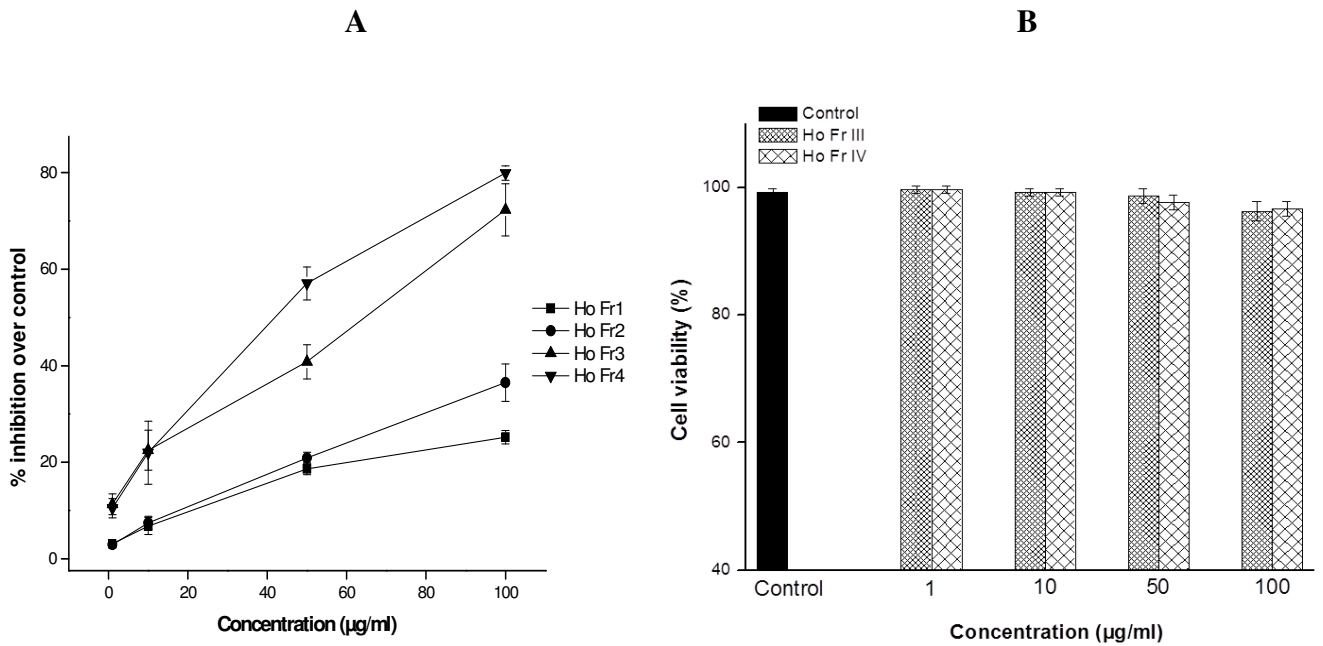 A
80
60
40
20
0
% inhibition over control
0 20 40 60 80 100
Concentration (µg/ml)
Ho Fr1
Ho Fr2
Ho Fr3
Ho Fr4
B
Control
Ho Fr III
Ho Fr IV
100
80
60
40
Cell viability (%)
Control 1 10 50 100
Concentration (µg/ml)